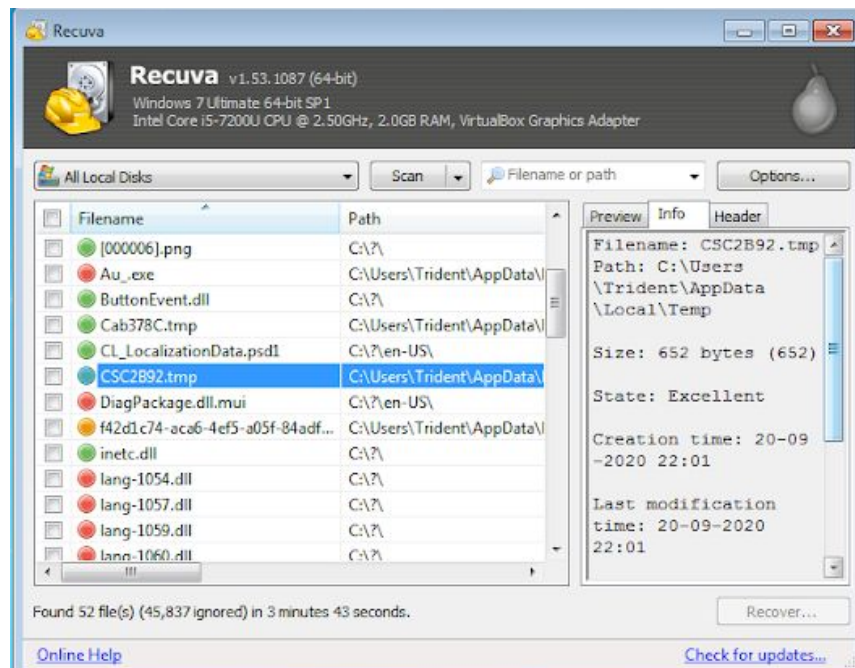 Recuva
Recuva v1.53.1087 (64-bit)
Windows 7 Ultimate 64-bit SP1
Intel Core i5-7200U CPU @ 2.50GHz, 2.0GB RAM, VirtualBox Graphics Adapter
All Local Disks Scan Filename or path Options...
Filename Path
[000006].png C:\?\
Au_.exe C:\Users\Trident\AppData\
ButtonEvent.dll C:\?\
Cab378C.tmp C:\Users\Trident\AppData\
CL_LocalizationData.psd1 C:\?\en-US\
CSC2B92.tmp C:\Users\Trident\AppData\
DiagPackage.dll.mui C:\?\en-US\
f42d1c74-aca6-4ef5-a05f-84adf... C:\Users\Trident\AppData\
inetc.dll C:\?\
lang-1054.dll C:\?\
lang-1057.dll C:\?\
lang-1059.dll C:\?\
lang-1060.dll C:\?\
Preview Info Header
Filename: CSC2B92.tmp
Path: C:\Users
\Trident\AppData
\Local\Temp
Size: 652 bytes (652)
State: Excellent
Creation time: 20-09
-2020 22:01
Last modification
time: 20-09-2020
22:01
Found 52 file(s) (45,837 ignored) in 3 minutes 43 seconds. Recover...
Online Help Check for updates...